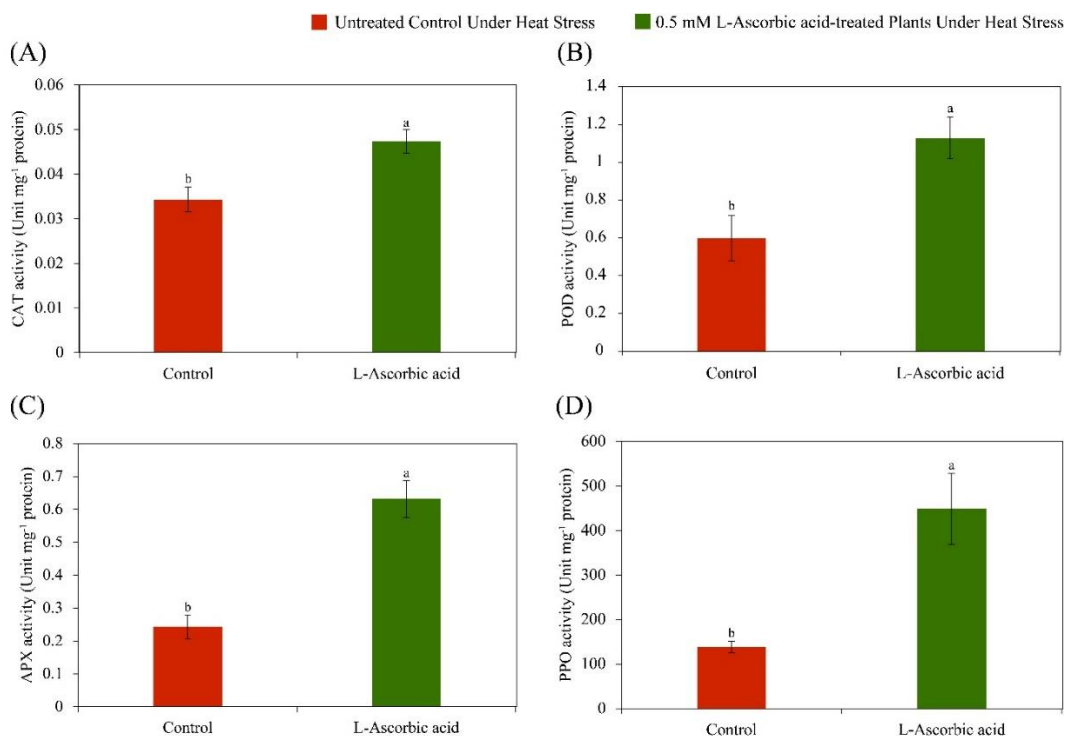 Untreated Control Under Heat Stress
0.5 mM L-Ascorbic acid-treated Plants Under Heat Stress
(A)
CAT activity (Unit mg⁻¹ protein)
0.06
0.05
0.04
0.03
0.02
0.01
0
b
a
Control
L-Ascorbic acid
(B)
POD activity (Unit mg⁻¹ protein)
1.4
1.2
1
0.8
0.6
0.4
0.2
0
b
a
Control
L-Ascorbic acid
(C)
APX activity (Unit mg⁻¹ protein)
0.8
0.7
0.6
0.5
0.4
0.3
0.2
0.1
0
b
a
Control
L-Ascorbic acid
(D)
PPO activity (Unit mg⁻¹ protein)
600
500
400
300
200
100
0
b
a
Control
L-Ascorbic acid